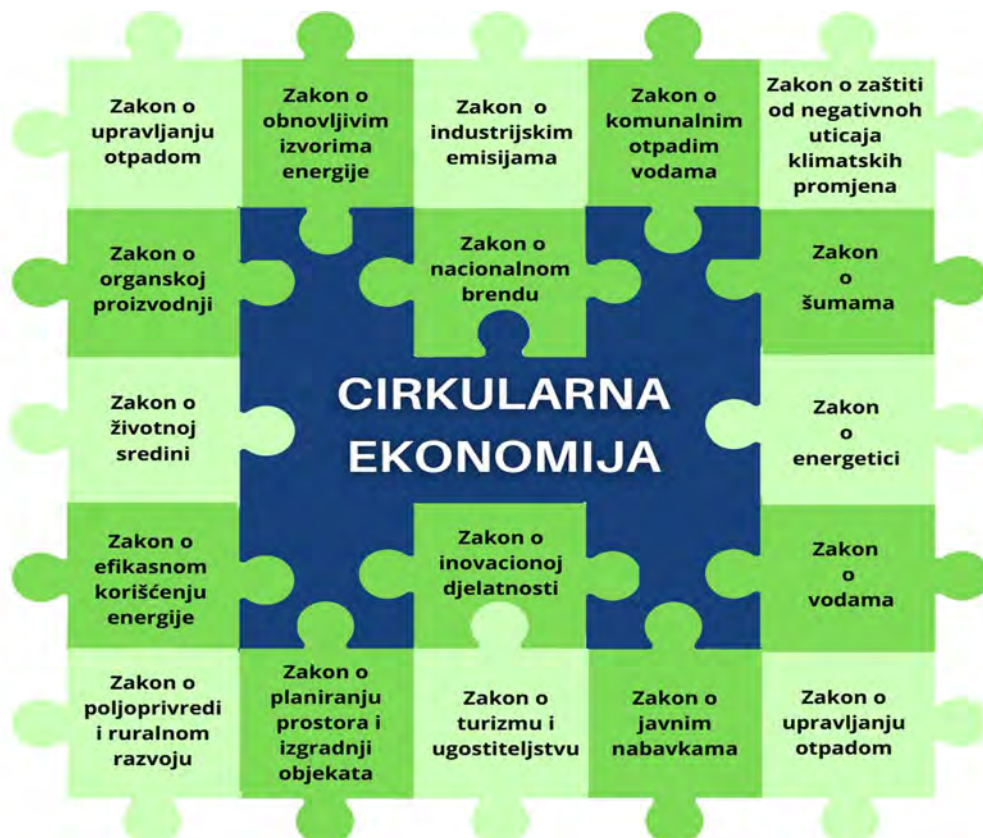 Zakon o
upravljanju
otpadom
Zakon o
obnovljivim
izvorima
energije
Zakon o
industrijskim
emisijama
Zakon o
komunalnim
otpadim
vodama
Zakon o zaštiti
od negativnoh
uticaja
klimatskih
promjena
Zakon o
organskoj
proizvodnji
Zakon o
nacionalnom
brendu
Zakon
o
šumama
Zakon o
životnoj
sredini
CIRKULARNA
EKONOMIJA
Zakon
o
energetici
Zakon o
efikasnom
korišćenju
energije
Zakon o
inovacionoj
djelatnosti
Zakon
o
vodama
Zakon o
poljoprivredi
i ruralnom
razvoju
Zakon o
planiranju
prostora i
izgradnji
objekata
Zakon o
turizmu i
ugostiteljstvu
Zakon o
javnim
nabavkama
Zakon o
upravljanju
otpadom